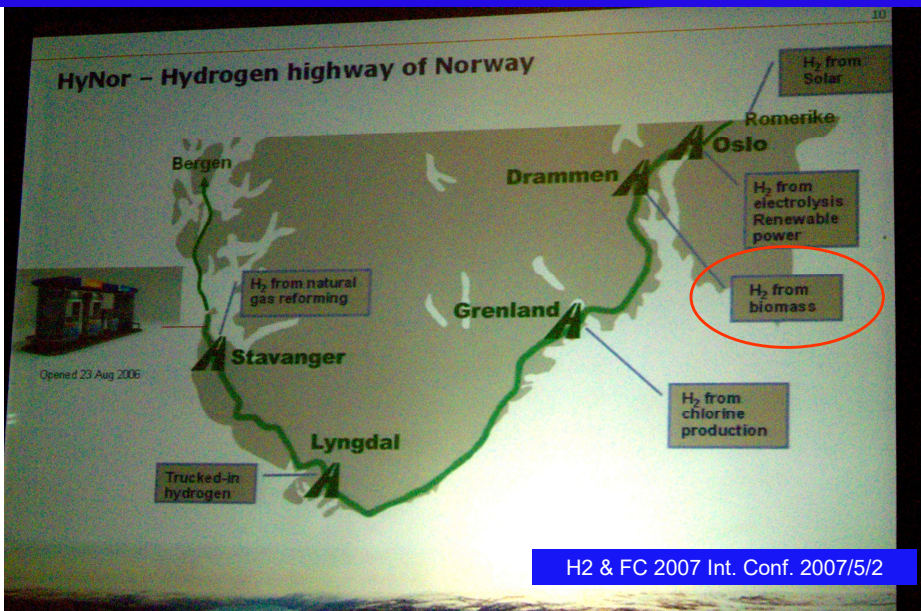 10
HyNor – Hydrogen highway of Norway
H₂ from
Solar
Romerike
Oslo
Bergen
Drammen
H₂ from
electrolysis
Renewable
power
H₂ from natural
gas reforming
H₂ from
biomass
Grenland
Stavanger
Opened 23 Aug 2006
H₂ from
chlorine
production
Lyngdal
Trucked-in
hydrogen
H2 & FC 2007 Int. Conf. 2007/5/2